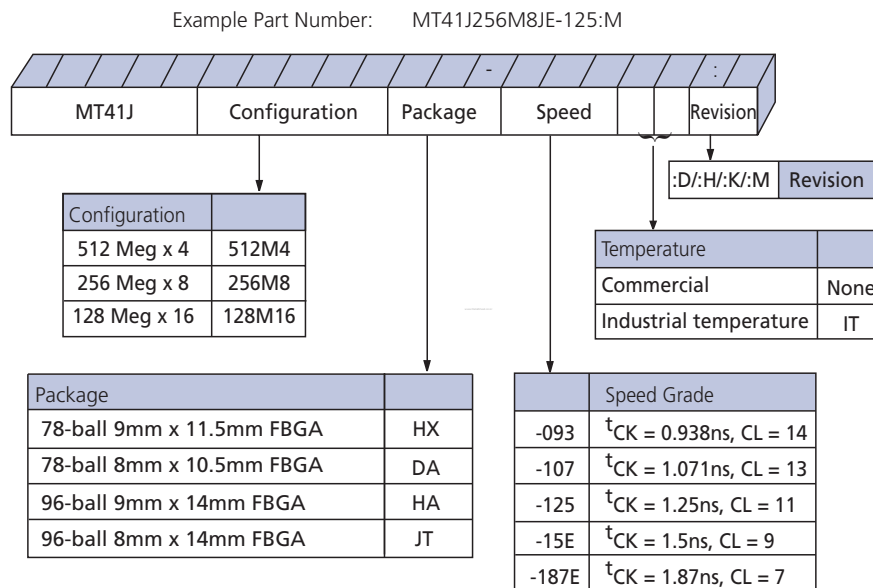 Example Part Number: MT41J256M8JE-125:M
- :
MT41J Configuration Package Speed Revision
:D/:H/:K/:M Revision
Configuration
512 Meg x 4 512M4
256 Meg x 8 256M8
128 Meg x 16 128M16
Temperature
Commercial None
Industrial temperature IT
Package
78-ball 9mm x 11.5mm FBGA HX
78-ball 8mm x 10.5mm FBGA DA
96-ball 9mm x 14mm FBGA HA
96-ball 8mm x 14mm FBGA JT
Speed Grade
-093 tCK = 0.938ns, CL = 14
-107 tCK = 1.071ns, CL = 13
-125 tCK = 1.25ns, CL = 11
-15E tCK = 1.5ns, CL = 9
-187E tCK = 1.87ns, CL = 7